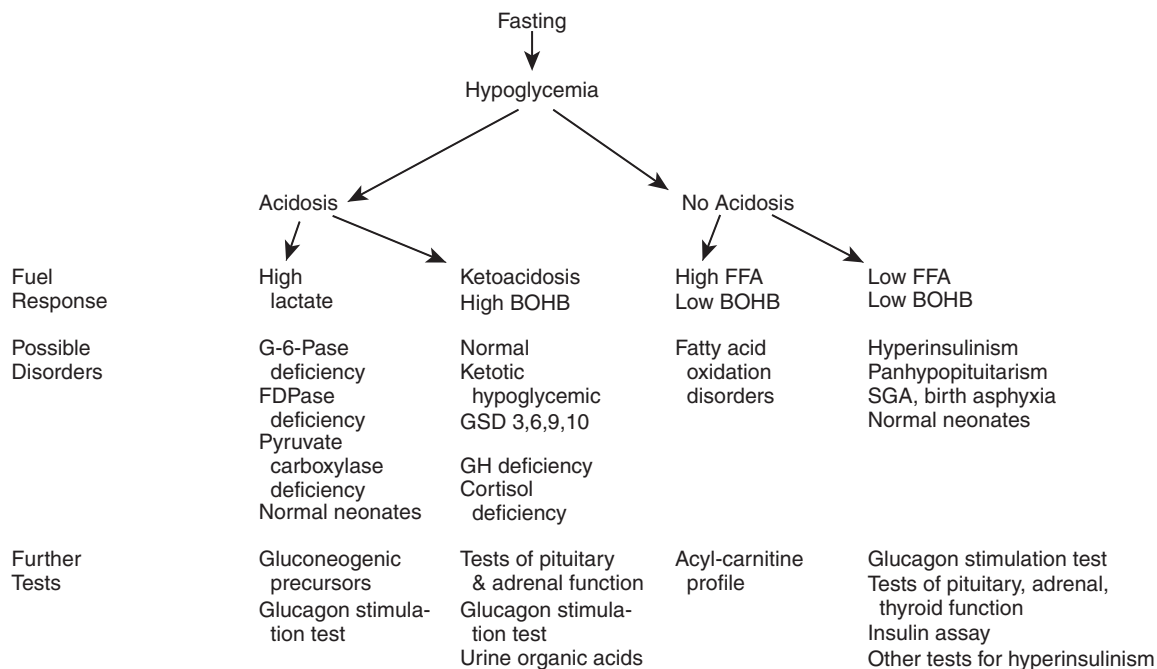 Fasting
Hypoglycemia
Acidosis
No Acidosis
Fuel
Response
High
lactate
Ketoacidosis
High BOHB
High FFA
Low BOHB
Low FFA
Low BOHB
Possible
Disorders
G-6-Pase
deficiency
FDPase
deficiency
Pyruvate
carboxylase
deficiency
Normal neonates
Normal
Ketotic
hypoglycemic
GSD 3,6,9,10
GH deficiency
Cortisol
deficiency
Fatty acid
oxidation
disorders
Hyperinsulinism
Panhypopituitarism
SGA, birth asphyxia
Normal neonates
Further
Tests
Gluconeogenic
precursors
Glucagon stimula-
tion test
Tests of pituitary
& adrenal function
Glucagon stimula-
tion test
Urine organic acids
Acyl-carnitine
profile
Glucagon stimulation test
Tests of pituitary, adrenal,
thyroid function
Insulin assay
Other tests for hyperinsulinism